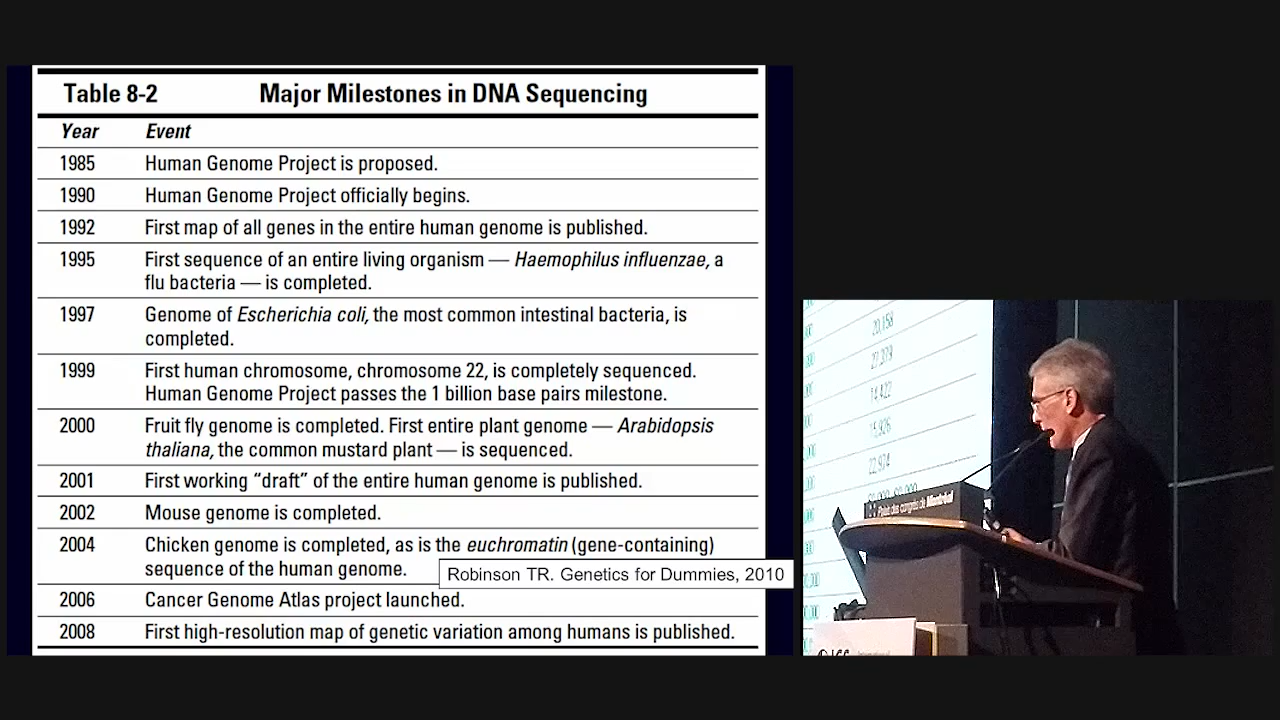 Table 8-2 Major Milestones in DNA Sequencing
Year Event
1985 Human Genome Project is proposed.
1990 Human Genome Project officially begins.
1992 First map of all genes in the entire human genome is published.
1995 First sequence of an entire living organism — Haemophilus influenzae, a
flu bacteria — is completed.
1997 Genome of Escherichia coli, the most common intestinal bacteria, is
completed.
1999 First human chromosome, chromosome 22, is completely sequenced.
Human Genome Project passes the 1 billion base pairs milestone.
2000 Fruit fly genome is completed. First entire plant genome — Arabidopsis
thaliana, the common mustard plant — is sequenced.
2001 First working “draft” of the entire human genome is published.
2002 Mouse genome is completed.
2004 Chicken genome is completed, as is the euchromatin (gene-containing)
sequence of the human genome.
Robinson TR. Genetics for Dummies, 2010
2006 Cancer Genome Atlas project launched.
2008 First high-resolution map of genetic variation among humans is published.
Palais des congrès de Montréal